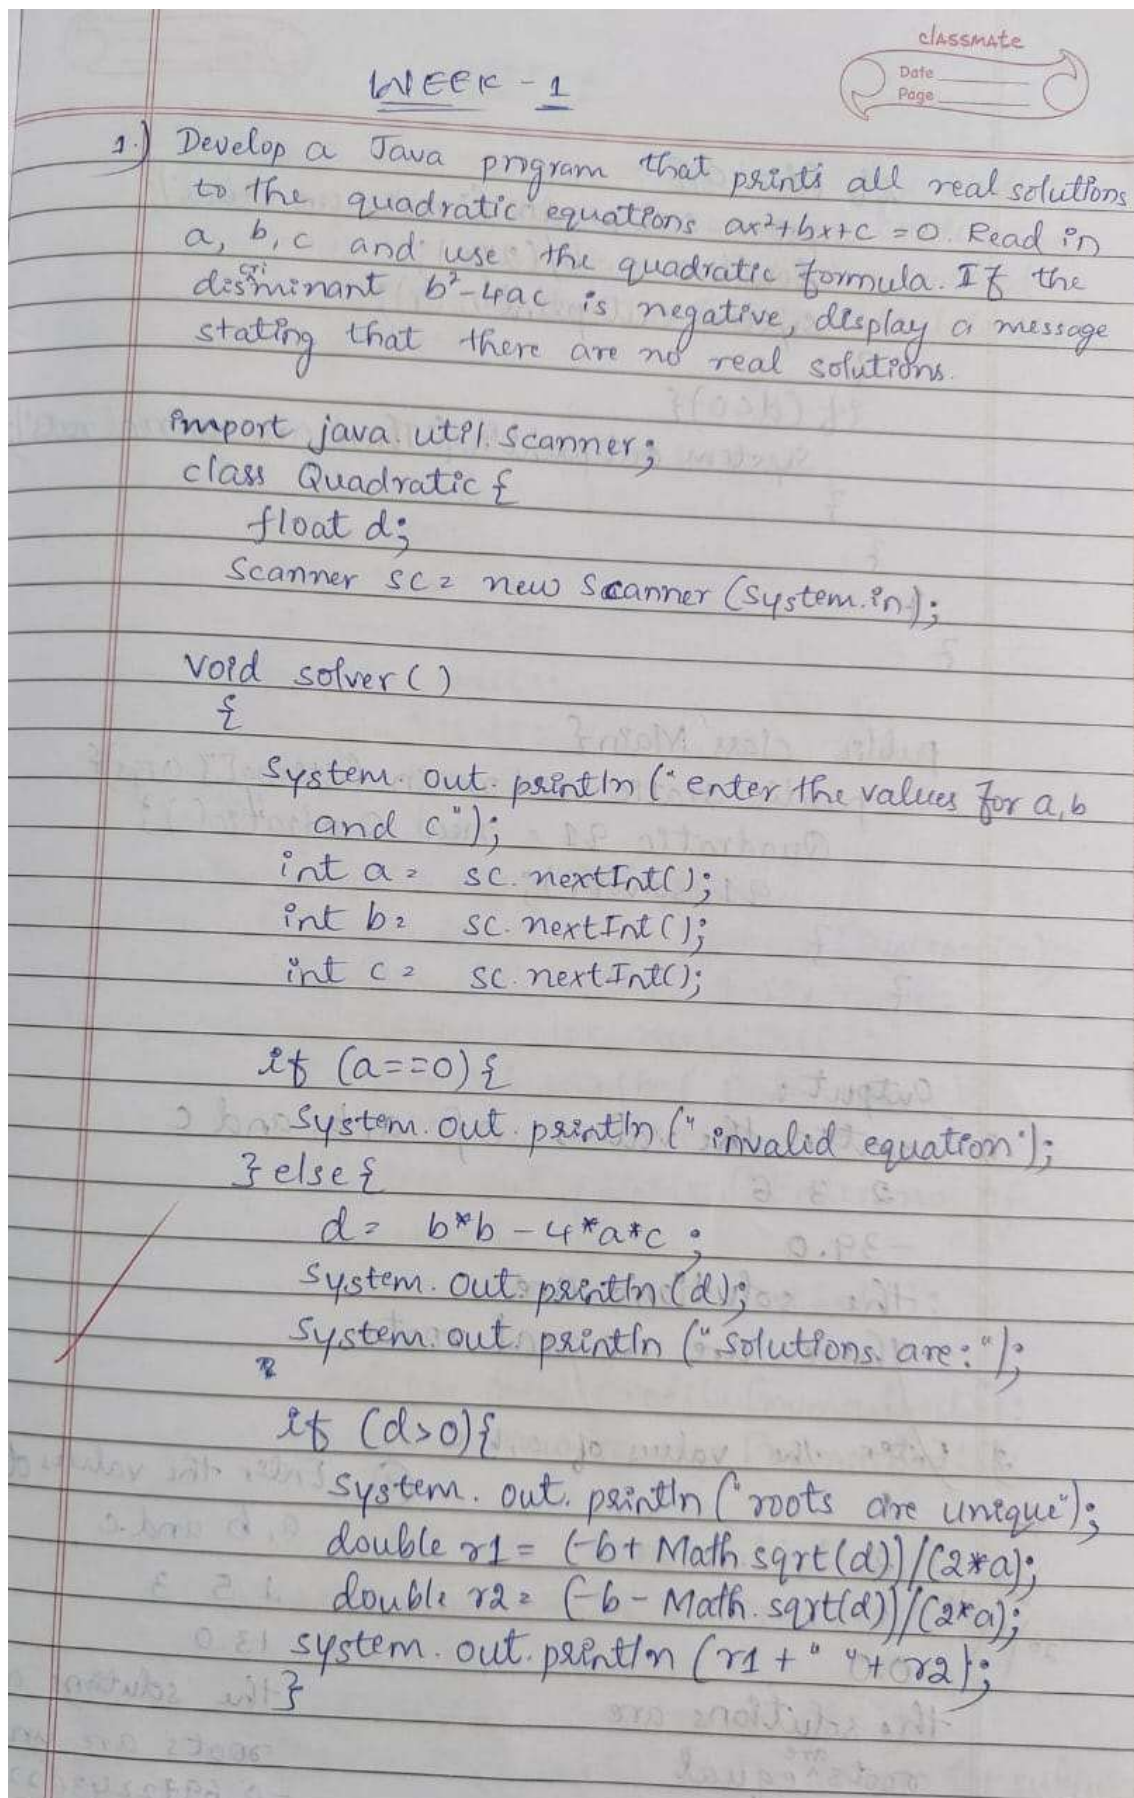 classmate
Date
Page
WEEK - 1
1.) Develop a Java program that prints all real solutions
to the quadratic equations ax²+bx+c = 0. Read in
a, b, c and use the quadratic formula. If the
discriminant b²-4ac is negative, display a message
stating that there are no real solutions.
import java.util.Scanner;
class Quadratic {
float d;
Scanner sc = new Scanner (System.in);
void solver ()
{
System.out.println ("enter the values for a, b
and c");
int a = sc.nextInt();
int b = sc.nextInt();
int c = sc.nextInt();
if (a==0) {
System.out.println ("invalid equation");
} else {
d = b*b - 4*a*c ;
System.out.println (d);
System.out.println ("solutions are:");
if (d>0) {
System.out.println ("roots are unique");
double r1 = (-b + Math.sqrt(d))/(2*a);
double r2 = (-b - Math.sqrt(d))/(2*a);
System.out.println (r1 + " " + r2);
}